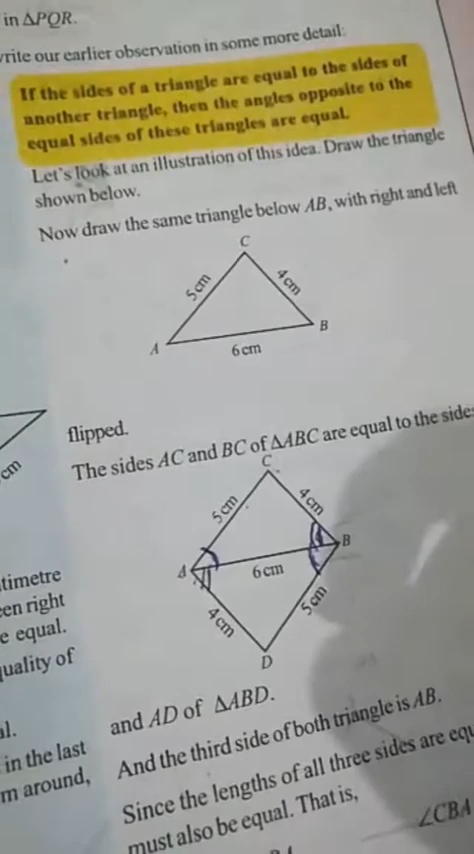 in ΔPQR.
write our earlier observation in some more detail:
If the sides of a triangle are equal to the sides of
another triangle, then the angles opposite to the
equal sides of these triangles are equal.
Let's look at an illustration of this idea. Draw the triangle
shown below.
Now draw the same triangle below AB, with right and left
C
5 cm
4 cm
A
B
6 cm
flipped.
cm
The sides AC and BC of ΔABC are equal to the sides
C
5 cm
4 cm
A
B
6 cm
4 cm
5 cm
D
timetre
een right
e equal.
quality of
al.
in the last
m around,
and AD of ΔABD.
And the third side of both triangle is AB.
Since the lengths of all three sides are equ
must also be equal. That is,
∠CBA